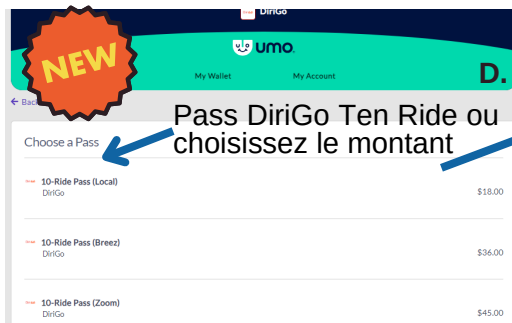 DiriGo
umo.
NEW
My Wallet My Account
D.
Back
Pass DiriGo Ten Ride ou
choisissez le montant
Choose a Pass
10-Ride Pass (Local)
DiriGo
$18.00
10-Ride Pass (Breez)
DiriGo
$36.00
10-Ride Pass (Zoom)
DiriGo
$45.00